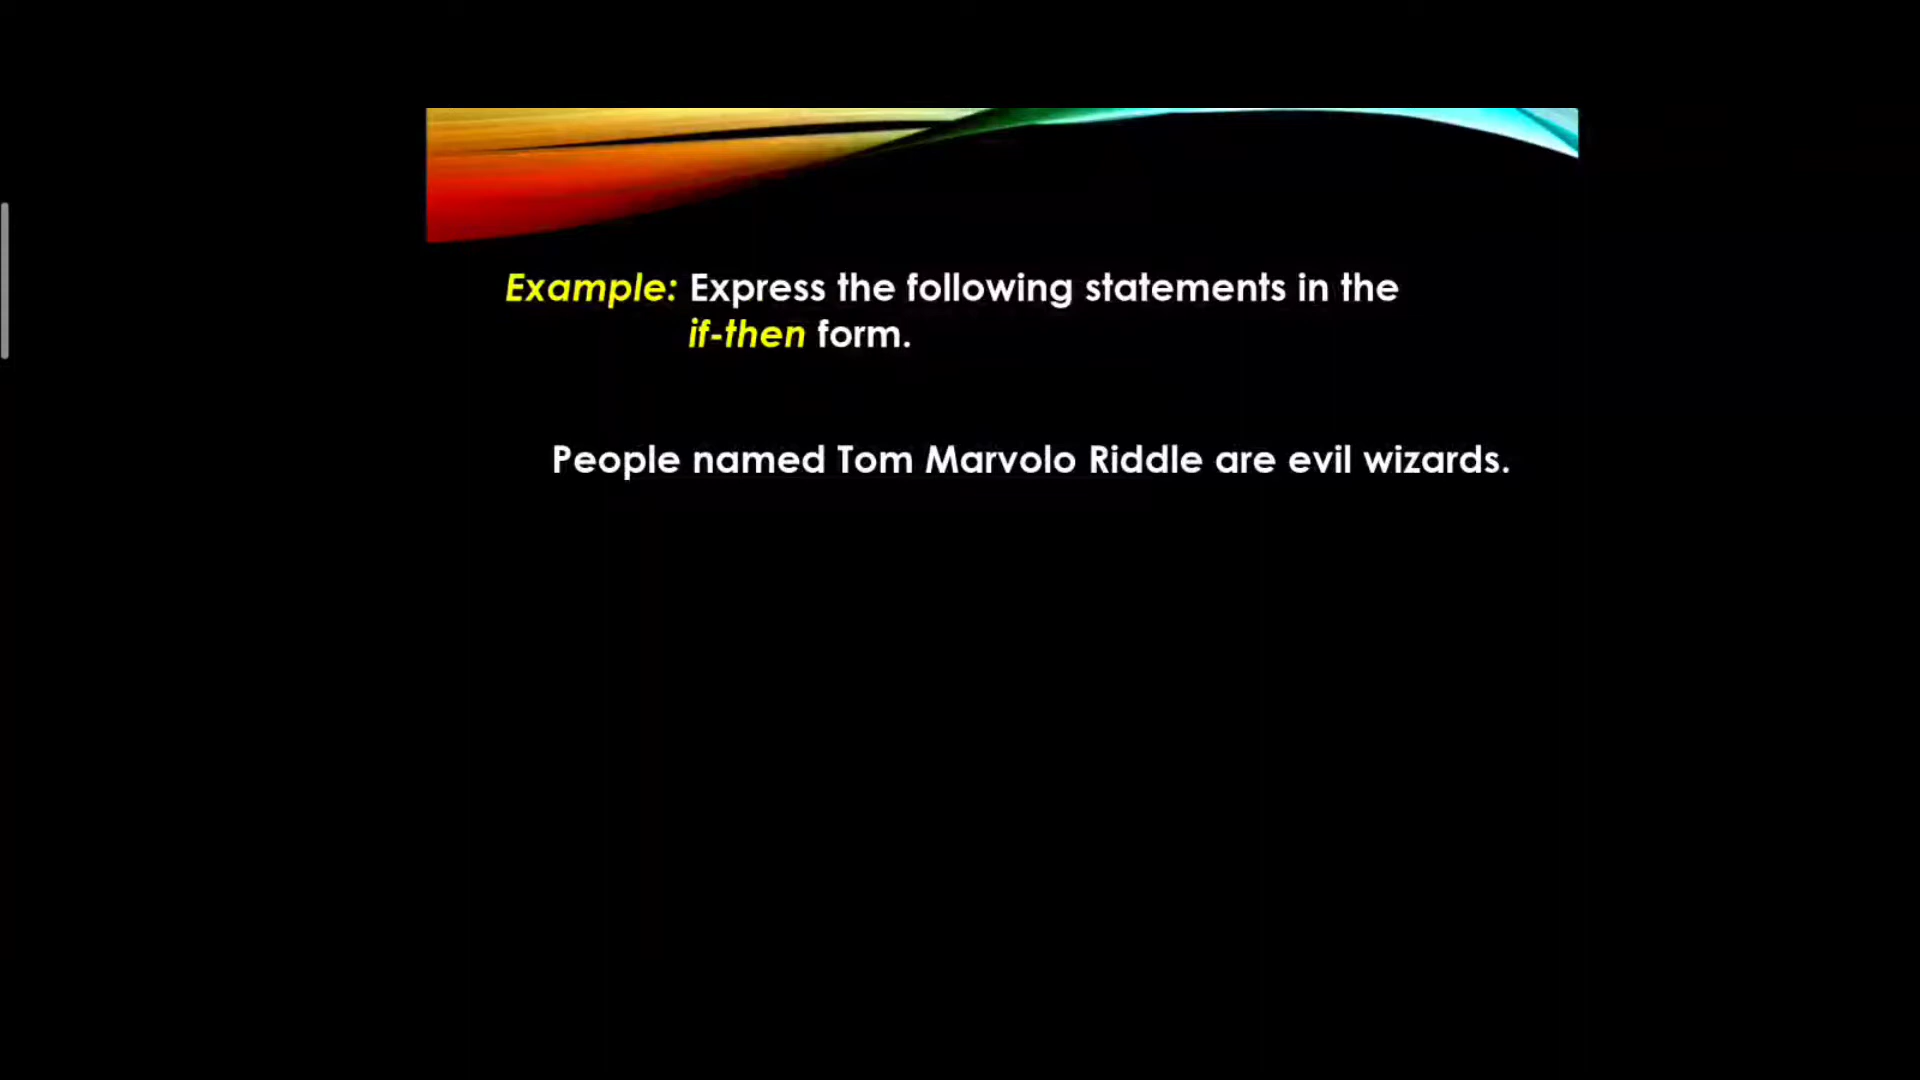 Example: Express the following statements in the
if-then form.
People named Tom Marvolo Riddle are evil wizards.